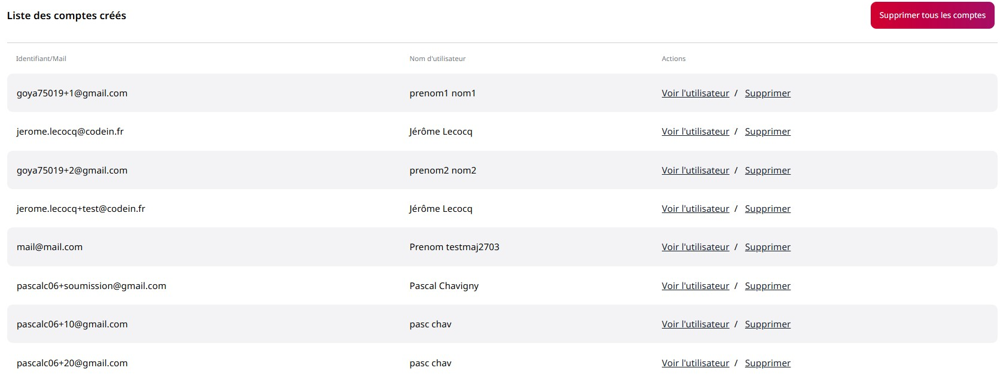 Liste des comptes créés
Supprimer tous les comptes
Identifiant/Mail Nom d'utilisateur Actions
goya75019+1@gmail.com prenom1 nom1 Voir l'utilisateur / Supprimer
jerome.lecocq@codein.fr Jérôme Lecocq Voir l'utilisateur / Supprimer
goya75019+2@gmail.com prenom2 nom2 Voir l'utilisateur / Supprimer
jerome.lecocq+test@codein.fr Jérôme Lecocq Voir l'utilisateur / Supprimer
mail@mail.com Prenom testmaj2703 Voir l'utilisateur / Supprimer
pascalc06+soumission@gmail.com Pascal Chavigny Voir l'utilisateur / Supprimer
pascalc06+10@gmail.com pasc chav Voir l'utilisateur / Supprimer
pascalc06+20@gmail.com pasc chav Voir l'utilisateur / Supprimer